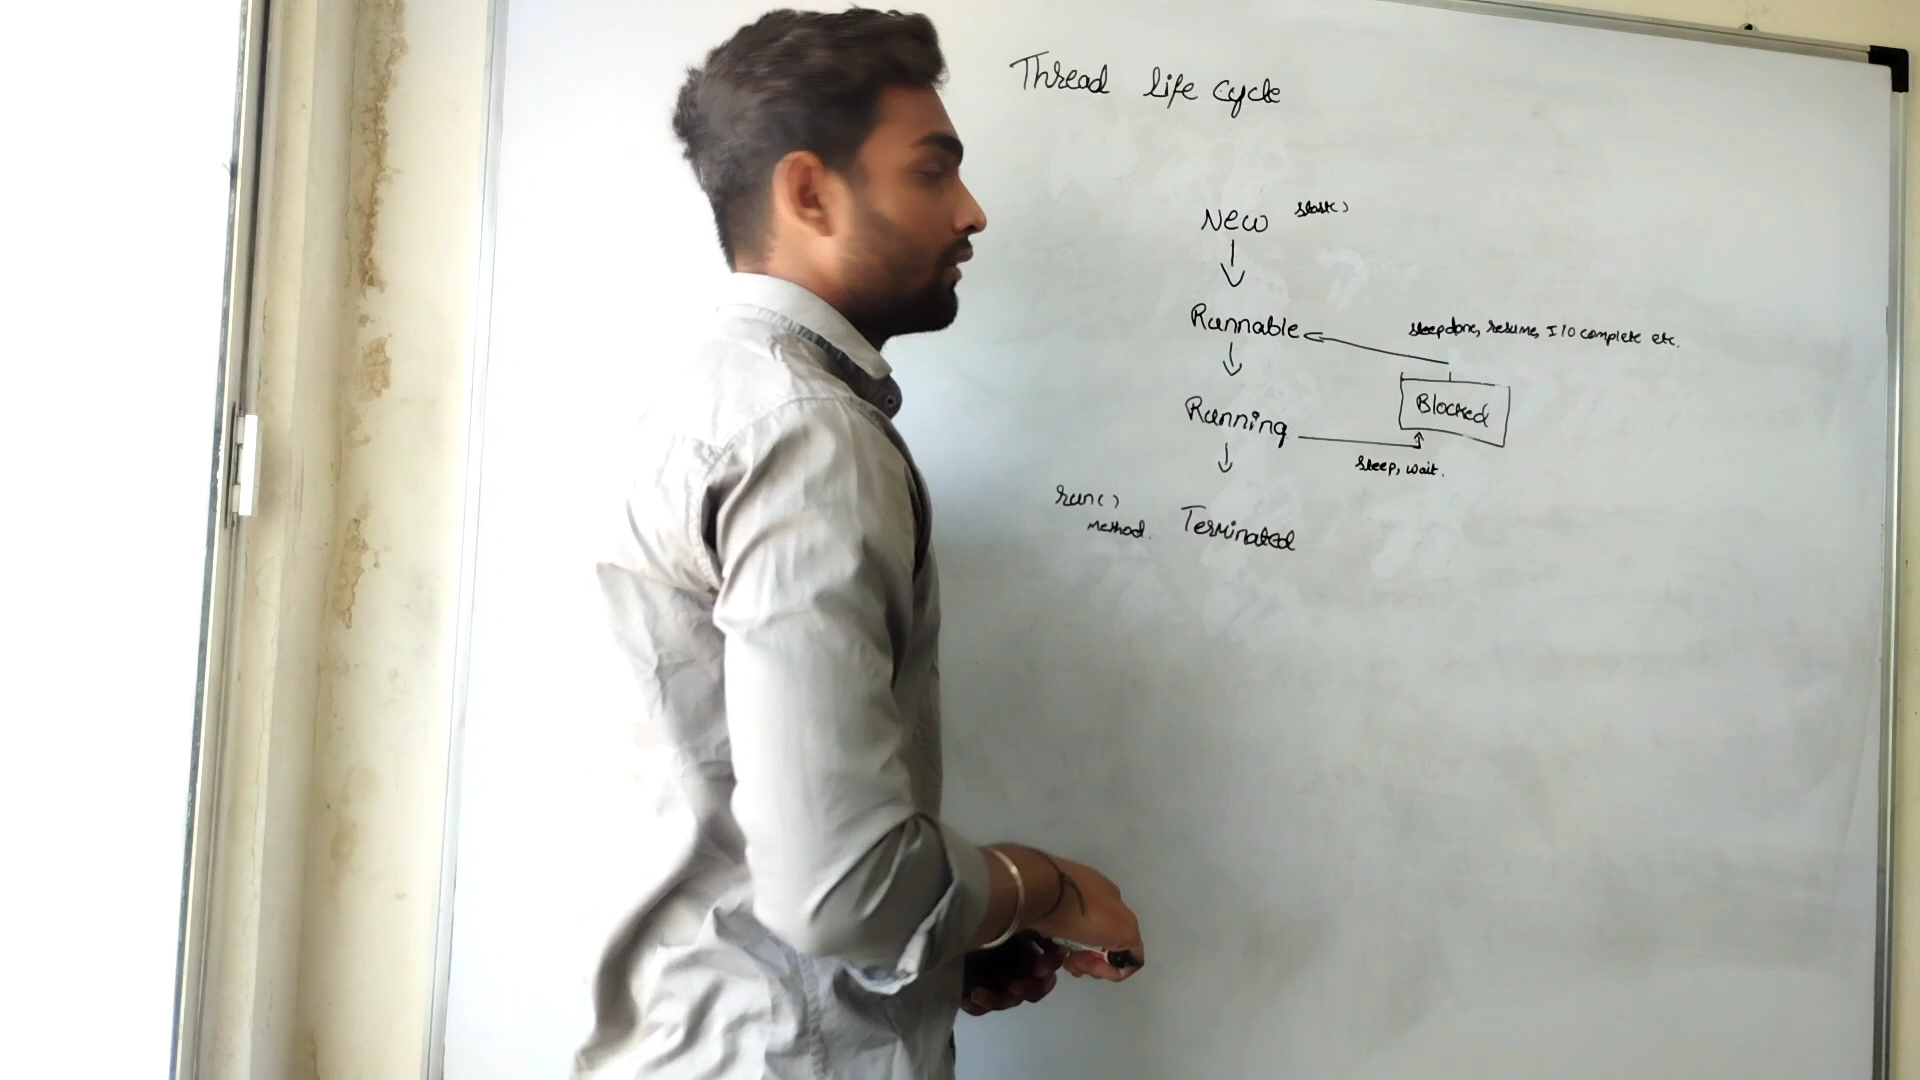 Thread life cycle
New start()
Runnable sleep done, resume, I/O complete etc.
Blocked
Running
sleep, wait.
run()
method. Terminated